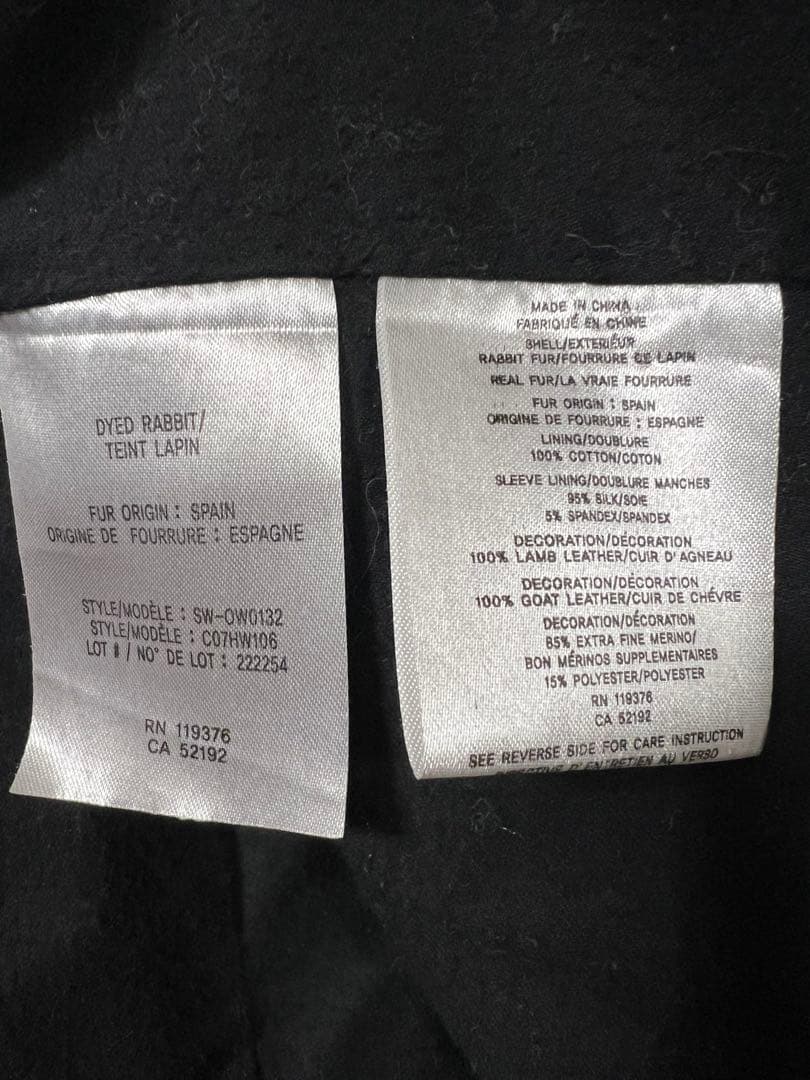 DYED RABBIT/
TEINT LAPIN
FUR ORIGIN : SPAIN
ORIGINE DE FOURRURE : ESPAGNE
STYLE/MODÈLE : SW-OW0132
STYLE/MODÈLE : C07HW106
LOT # / NO° DE LOT : 222254
RN 119376
CA 52192
MADE IN CHINA
FABRIQUÉ EN CHINE
SHELL/EXTERIEUR
RABBIT FUR/FOURRURE DE LAPIN
REAL FUR/LA VRAIE FOURRURE
FUR ORIGIN : SPAIN
ORIGINE DE FOURRURE : ESPAGNE
LINING/DOUBLURE
100% COTTON/COTON
SLEEVE LINING/DOUBLURE MANCHES
95% SILK/SOIE
5% SPANDEX/SPANDEX
DECORATION/DÉCORATION
100% LAMB LEATHER/CUIR D'AGNEAU
DECORATION/DÉCORATION
100% GOAT LEATHER/CUIR DE CHÉVRE
DECORATION/DÉCORATION
85% EXTRA FINE MERINO/
BON MÉRINOS SUPPLEMENTAIRES
15% POLYESTER/POLYESTER
RN 119376
CA 52192
SEE REVERSE SIDE FOR CARE INSTRUCTION
D'ENTRETIEN AU VERSO